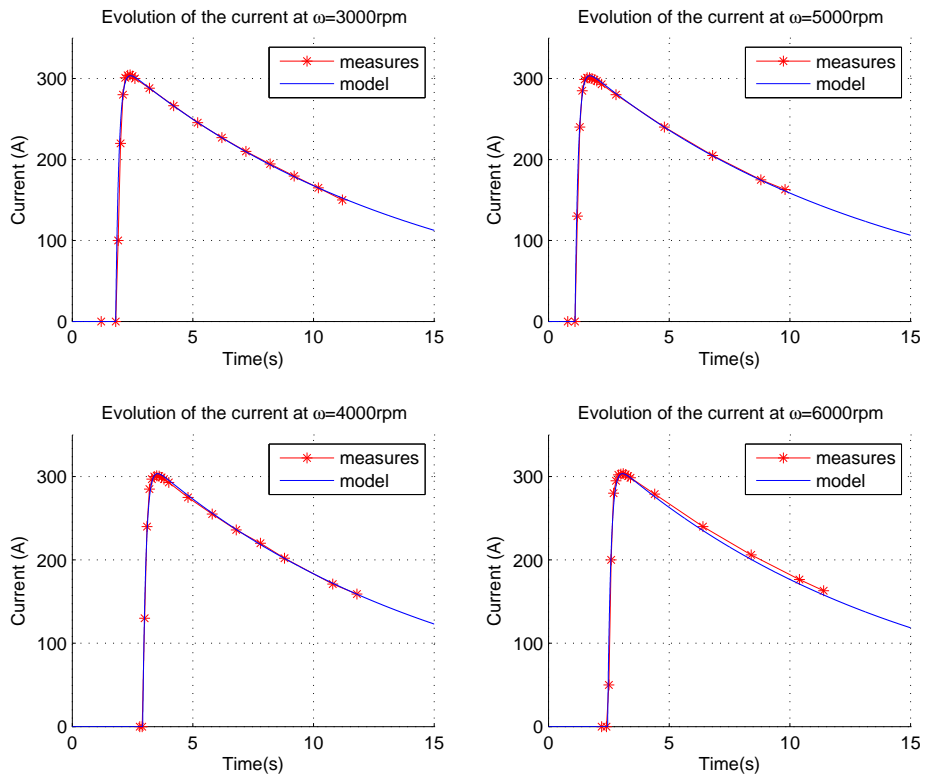 Evolution of the current at ω=3000rpm
measures
model
300
200
100
0
0 5 10 15
Current (A)
Time(s)
Evolution of the current at ω=5000rpm
measures
model
300
200
100
0
0 5 10 15
Current (A)
Time(s)
Evolution of the current at ω=4000rpm
measures
model
300
200
100
0
0 5 10 15
Current (A)
Time(s)
Evolution of the current at ω=6000rpm
measures
model
300
200
100
0
0 5 10 15
Current (A)
Time(s)